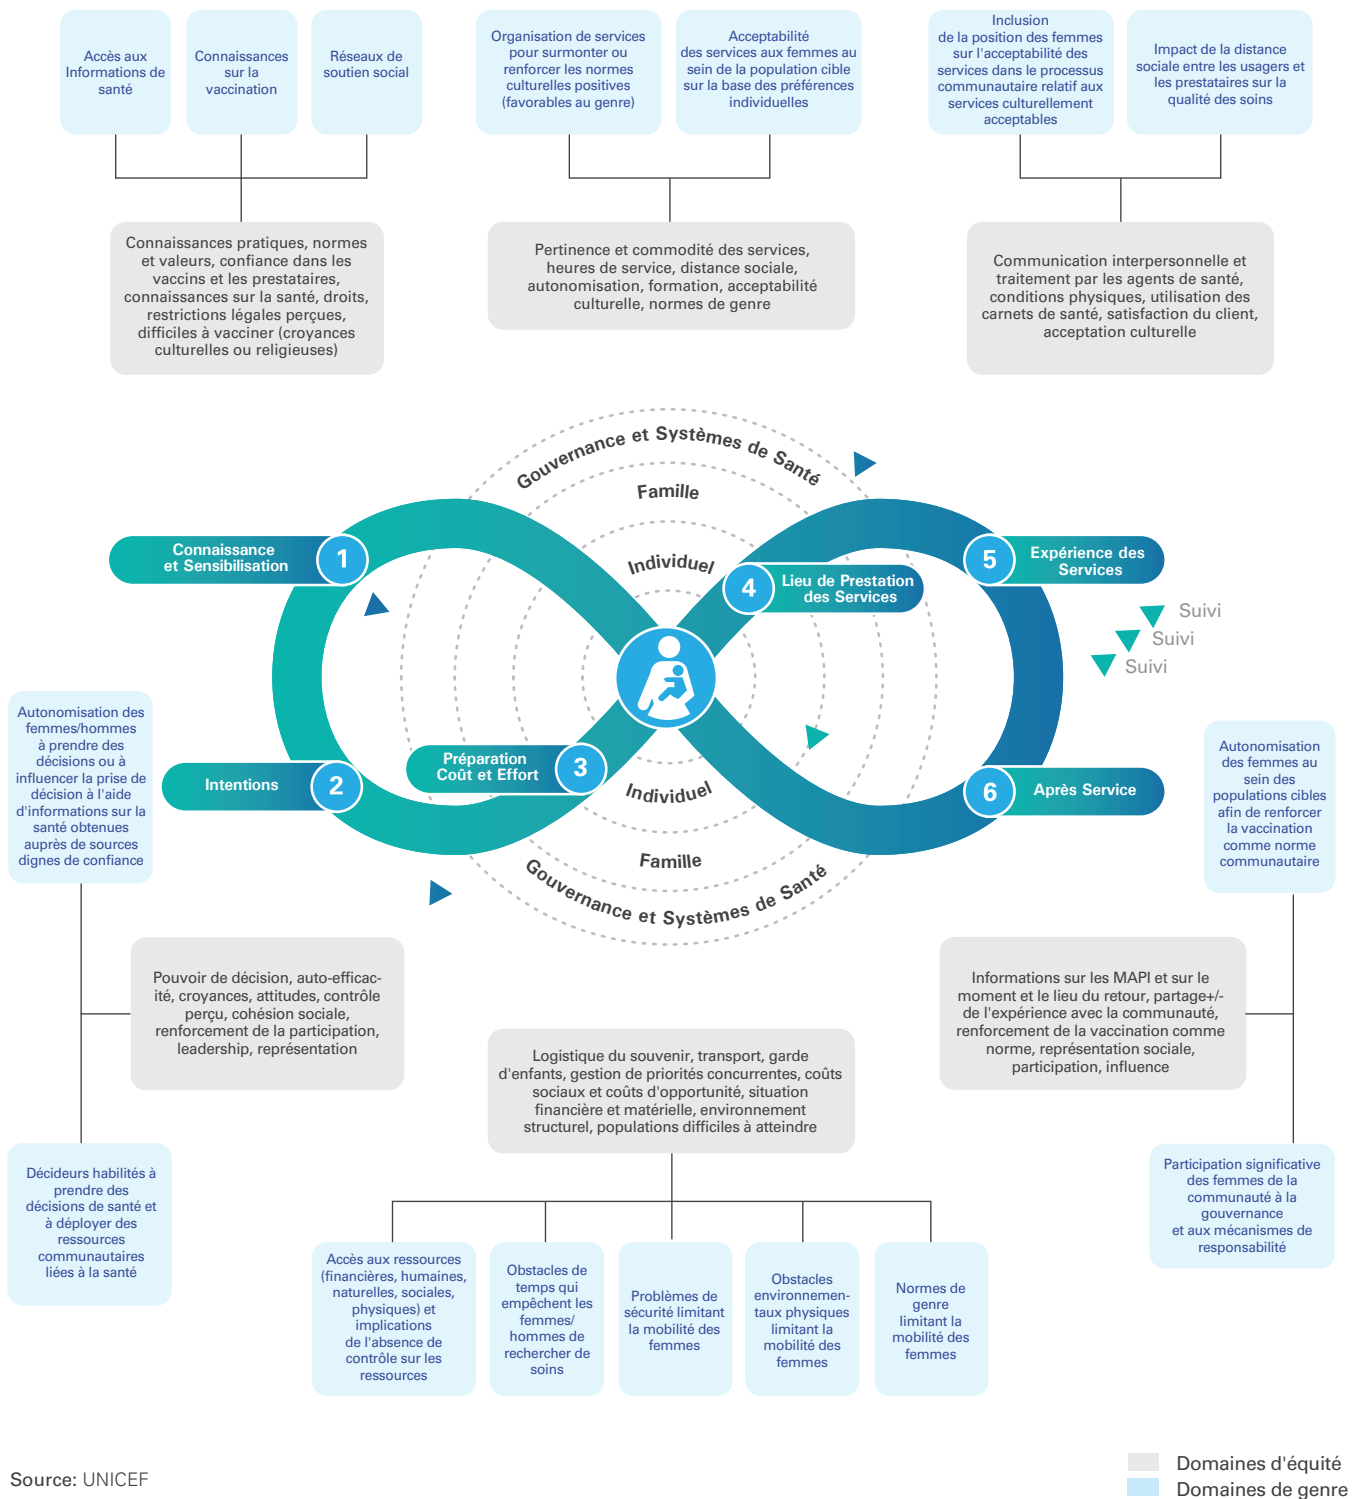 Accès aux
Informations de
santé
Connaissances
sur la
vaccination
Réseaux de
soutien social
Organisation de services
pour surmonter ou
renforcer les normes
culturelles positives
(favorables au genre)
Acceptabilité
des services aux femmes au
sein de la population cible
sur la base des préférences
individuelles
Inclusion
de la position des femmes
sur l'acceptabilité des
services dans le processus
communautaire relatif aux
services culturellement
acceptables
Impact de la distance
sociale entre les usagers et
les prestataires sur la
qualité des soins
Connaissances pratiques, normes
et valeurs, confiance dans les
vaccins et les prestataires,
connaissances sur la santé, droits,
restrictions légales perçues,
difficiles à vacciner (croyances
culturelles ou religieuses)
Pertinence et commodité des services,
heures de service, distance sociale,
autonomisation, formation, acceptabilité
culturelle, normes de genre
Communication interpersonnelle et
traitement par les agents de santé,
conditions physiques, utilisation des
carnets de santé, satisfaction du client,
acceptation culturelle
Gouvernance et Systèmes de Santé
Famille
Individuel
Connaissance
et Sensibilisation
1
4
Lieu de Prestation
des Services
5
Expérience des
Services
Suivi
Suivi
Suivi
Intentions
2
Préparation
Coût et Effort
3
6
Après Service
Individuel
Famille
Gouvernance et Systèmes de Santé
Autonomisation des
femmes/hommes
à prendre des
décisions ou à
influencer la prise de
décision à l'aide
d'informations sur la
santé obtenues
auprès de sources
dignes de confiance
Autonomisation
des femmes au
sein des
populations cibles
afin de renforcer
la vaccination
comme norme
communautaire
Pouvoir de décision, auto-efficac-
ité, croyances, attitudes, contrôle
perçu, cohésion sociale,
renforcement de la participation,
leadership, représentation
Informations sur les MAPI et sur le
moment et le lieu du retour, partage+/-
de l'expérience avec la communauté,
renforcement de la vaccination comme
norme, représentation sociale,
participation, influence
Logistique du souvenir, transport, garde
d'enfants, gestion de priorités concurrentes, coûts
sociaux et coûts d'opportunité, situation
financière et matérielle, environnement
structurel, populations difficiles à atteindre
Décideurs habilités à
prendre des
décisions de santé et
à déployer des
ressources
communautaires
liées à la santé
Participation significative
des femmes de la
communauté à la
gouvernance
et aux mécanismes de
responsabilité
Accès aux ressources
(financières, humaines,
naturelles, sociales,
physiques) et
implications
de l'absence de
contrôle sur les
ressources
Obstacles de
temps qui
empêchent les
femmes/
hommes de
rechercher de
soins
Problèmes de
sécurité limitant
la mobilité des
femmes
Obstacles
environnemen-
taux physiques
limitant la
mobilité des
femmes
Normes de
genre
limitant la
mobilité des
femmes
Source: UNICEF
Domaines d'équité
Domaines de genre